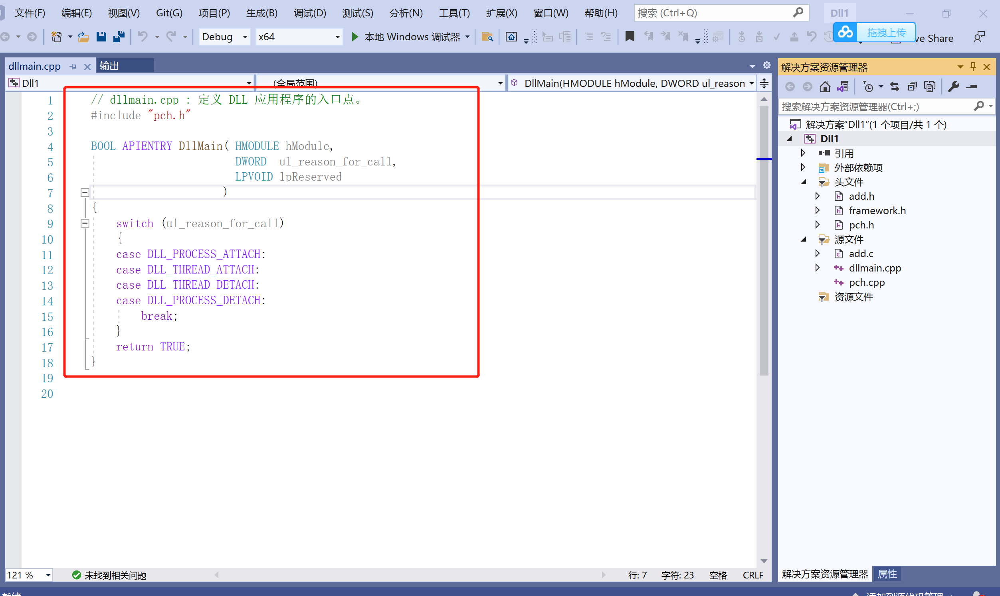 文件(F) 编辑(E) 视图(V) Git(G) 项目(P) 生成(B) 调试(D) 测试(S) 分析(N) 工具(T) 扩展(X) 窗口(W) 帮助(H) 搜索 (Ctrl+Q) Dll1
Debug x64 本地 Windows 调试器 拖拽上传 ve Share
dllmain.cpp 输出
Dll1 (全局范围) DllMain(HMODULE hModule, DWORD ul_reason
1 // dllmain.cpp : 定义 DLL 应用程序的入口点。
2 #include "pch.h"
3
4 BOOL APIENTRY DllMain( HMODULE hModule,
5 DWORD  ul_reason_for_call,
6 LPVOID lpReserved
7 )
8 {
9 switch (ul_reason_for_call)
10 {
11 case DLL_PROCESS_ATTACH:
12 case DLL_THREAD_ATTACH:
13 case DLL_THREAD_DETACH:
14 case DLL_PROCESS_DETACH:
15 break;
16 }
17 return TRUE;
18 }
19
20
121 % 未找到相关问题 行: 7 字符: 23 空格 CRLF
解决方案资源管理器
搜索解决方案资源管理器(Ctrl+;)
解决方案"Dll1"(1 个项目/共 1 个)
Dll1
引用
外部依赖项
头文件
add.h
framework.h
pch.h
源文件
add.c
dllmain.cpp
pch.cpp
资源文件
解决方案资源管理器 属性
就绪 添加到源代码管理